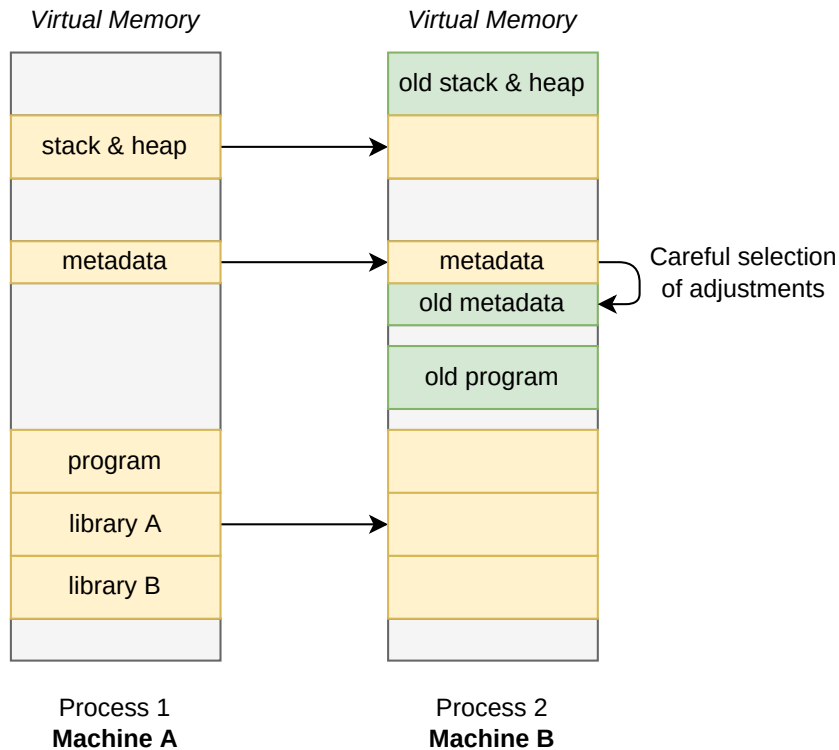 Virtual Memory
Virtual Memory
old stack & heap
stack & heap
metadata
metadata
Careful selection
of adjustments
old metadata
old program
program
library A
library B
Process 1
Machine A
Process 2
Machine B